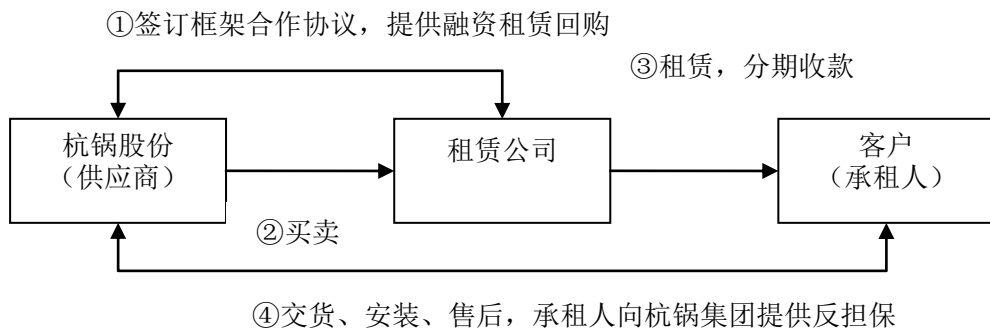 ①签订框架合作协议，提供融资租赁回购
③租赁，分期收款
杭锅股份
（供应商）
租赁公司
客户
（承租人）
②买卖
④交货、安装、售后，承租人向杭锅集团提供反担保